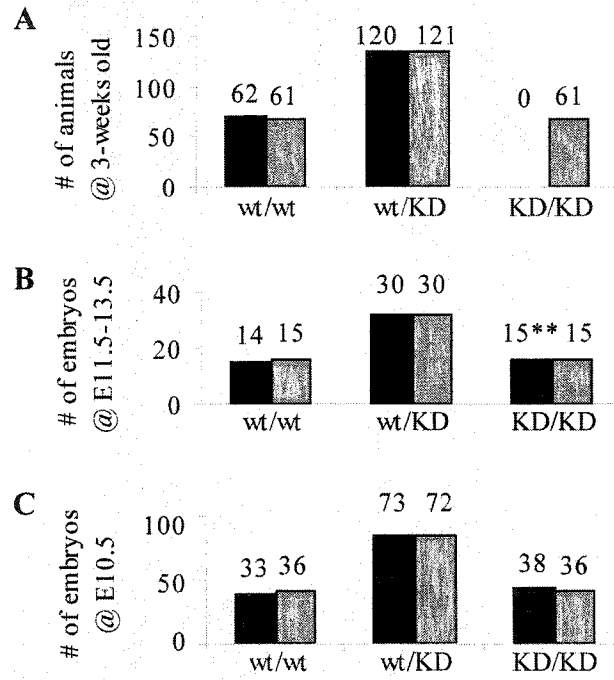 A
# of animals
@ 3-weeks old
150
100
50
0
62 61
120 121
0 61
wt/wt
wt/KD
KD/KD
B
# of embryos
@ E11.5-13.5
40
20
0
14 15
30 30
15** 15
wt/wt
wt/KD
KD/KD
C
# of embryos
@ E10.5
100
50
0
33 36
73 72
38 36
wt/wt
wt/KD
KD/KD